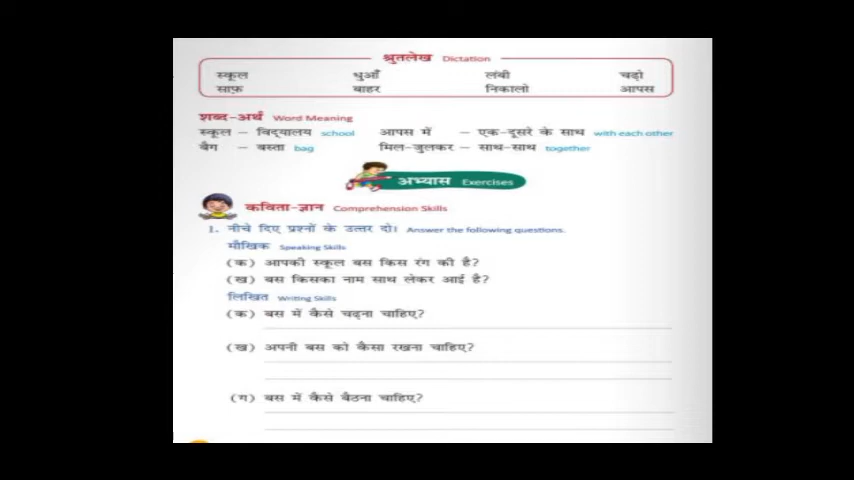 श्रुतलेख Dictation
स्कूल धुआँ लंबी चढ़ो
साफ़ बाहर निकालो आपस
शब्द-अर्थ Word Meaning
स्कूल – विद्यालय school आपस में – एक-दूसरे के साथ with each other
बैग – बस्ता bag मिल-जुलकर – साथ-साथ together
अभ्यास Exercises
कविता-ज्ञान Comprehension Skills
1. नीचे दिए प्रश्नों के उत्तर दो। Answer the following questions.
मौखिक Speaking Skills
(क) आपकी स्कूल बस किस रंग की है?
(ख) बस किसका नाम साथ लेकर आई है?
लिखित Writing Skills
(क) बस में कैसे चढ़ना चाहिए?
(ख) अपनी बस को कैसा रखना चाहिए?
(ग) बस में कैसे बैठना चाहिए?